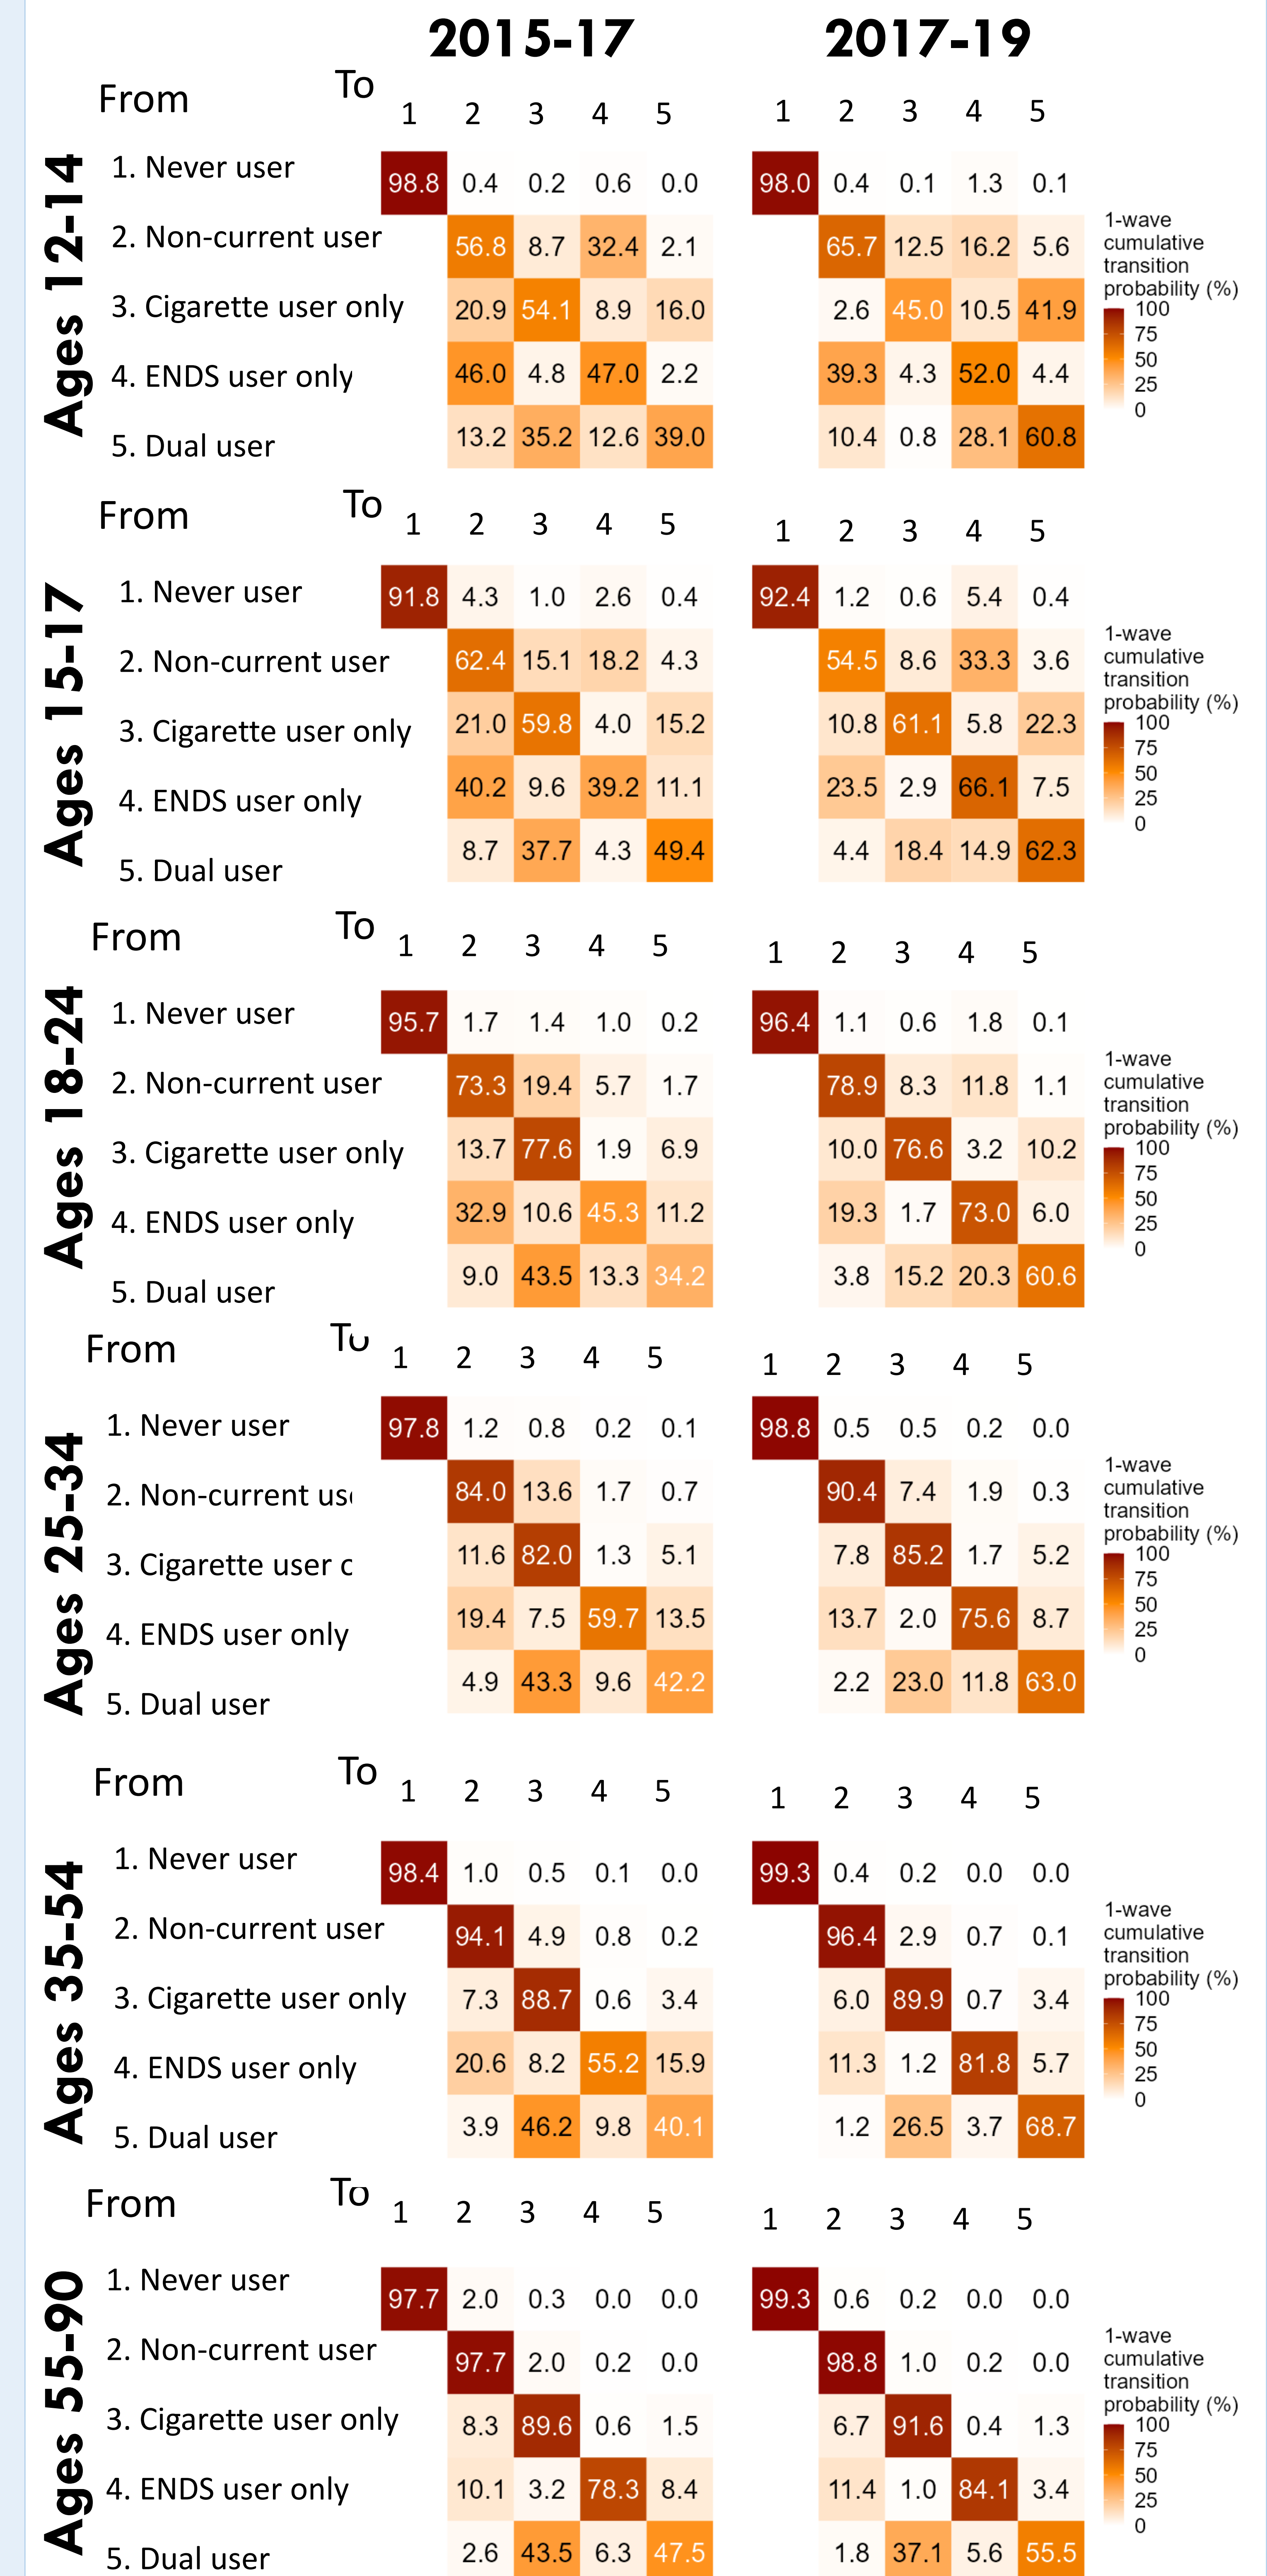 2015-17 2017-19
From To 1 2 3 4 5 1 2 3 4 5
Ages 12-14
1. Never user 98.8 0.4 0.2 0.6 0.0 98.0 0.4 0.1 1.3 0.1
2. Non-current user 56.8 8.7 32.4 2.1 65.7 12.5 16.2 5.6
3. Cigarette user only 20.9 54.1 8.9 16.0 2.6 45.0 10.5 41.9
4. ENDS user only 46.0 4.8 47.0 2.2 39.3 4.3 52.0 4.4
5. Dual user 13.2 35.2 12.6 39.0 10.4 0.8 28.1 60.8
1-wave
cumulative
transition
probability (%)
100
75
50
25
0
From To 1 2 3 4 5 1 2 3 4 5
Ages 15-17
1. Never user 91.8 4.3 1.0 2.6 0.4 92.4 1.2 0.6 5.4 0.4
2. Non-current user 62.4 15.1 18.2 4.3 54.5 8.6 33.3 3.6
3. Cigarette user only 21.0 59.8 4.0 15.2 10.8 61.1 5.8 22.3
4. ENDS user only 40.2 9.6 39.2 11.1 23.5 2.9 66.1 7.5
5. Dual user 8.7 37.7 4.3 49.4 4.4 18.4 14.9 62.3
1-wave
cumulative
transition
probability (%)
100
75
50
25
0
From To 1 2 3 4 5 1 2 3 4 5
Ages 18-24
1. Never user 95.7 1.7 1.4 1.0 0.2 96.4 1.1 0.6 1.8 0.1
2. Non-current user 73.3 19.4 5.7 1.7 78.9 8.3 11.8 1.1
3. Cigarette user only 13.7 77.6 1.9 6.9 10.0 76.6 3.2 10.2
4. ENDS user only 32.9 10.6 45.3 11.2 19.3 1.7 73.0 6.0
5. Dual user 9.0 43.5 13.3 34.2 3.8 15.2 20.3 60.6
1-wave
cumulative
transition
probability (%)
100
75
50
25
0
From To 1 2 3 4 5 1 2 3 4 5
Ages 25-34
1. Never user 97.8 1.2 0.8 0.2 0.1 98.8 0.5 0.5 0.2 0.0
2. Non-current use 84.0 13.6 1.7 0.7 90.4 7.4 1.9 0.3
3. Cigarette user 11.6 82.0 1.3 5.1 7.8 85.2 1.7 5.2
4. ENDS user only 19.4 7.5 59.7 13.5 13.7 2.0 75.6 8.7
5. Dual user 4.9 43.3 9.6 42.2 2.2 23.0 11.8 63.0
1-wave
cumulative
transition
probability (%)
100
75
50
25
0
From To 1 2 3 4 5 1 2 3 4 5
Ages 35-54
1. Never user 98.4 1.0 0.5 0.1 0.0 99.3 0.4 0.2 0.0 0.0
2. Non-current user 94.1 4.9 0.8 0.2 96.4 2.9 0.7 0.1
3. Cigarette user only 7.3 88.7 0.6 3.4 6.0 89.9 0.7 3.4
4. ENDS user only 20.6 8.2 55.2 15.9 11.3 1.2 81.8 5.7
5. Dual user 3.9 46.2 9.8 40.1 1.2 26.5 3.7 68.7
1-wave
cumulative
transition
probability (%)
100
75
50
25
0
From To 1 2 3 4 5 1 2 3 4 5
Ages 55-90
1. Never user 97.7 2.0 0.3 0.0 0.0 99.3 0.6 0.2 0.0 0.0
2. Non-current user 97.7 2.0 0.2 0.0 98.8 1.0 0.2 0.0
3. Cigarette user only 8.3 89.6 0.6 1.5 6.7 91.6 0.4 1.3
4. ENDS user only 10.1 3.2 78.3 8.4 11.4 1.0 84.1 3.4
5. Dual user 2.6 43.5 6.3 47.5 1.8 37.1 5.6 55.5
1-wave
cumulative
transition
probability (%)
100
75
50
25
0